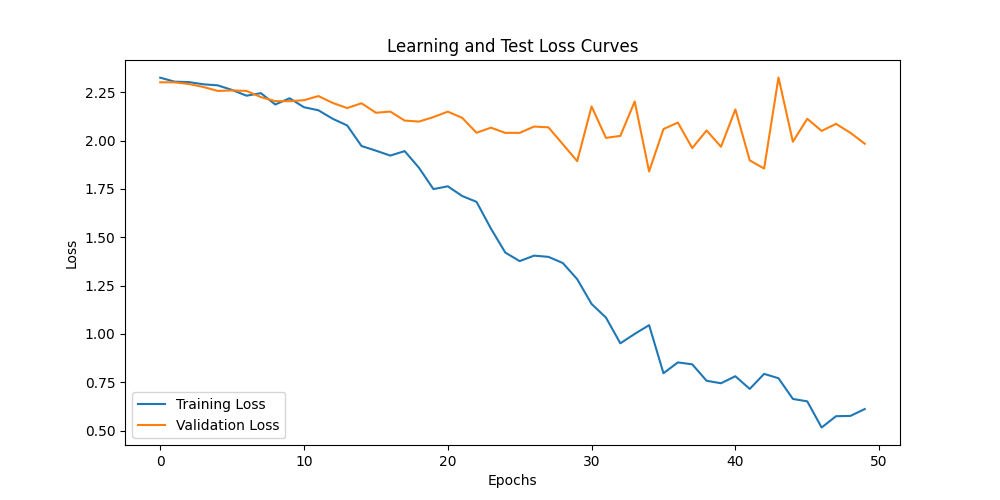 Learning and Test Loss Curves
2.25
2.00
1.75
1.50
1.25
1.00
0.75
0.50
Loss
Training Loss
Validation Loss
0 10 20 30 40 50
Epochs